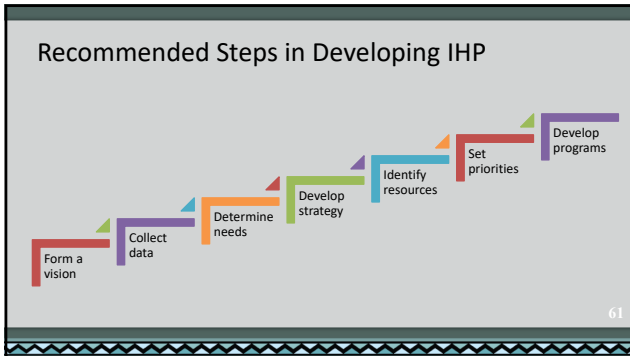 Recommended Steps in Developing IHP
Form a
vision
Collect
data
Determine
needs
Develop
strategy
Identify
resources
Set
priorities
Develop
programs
61